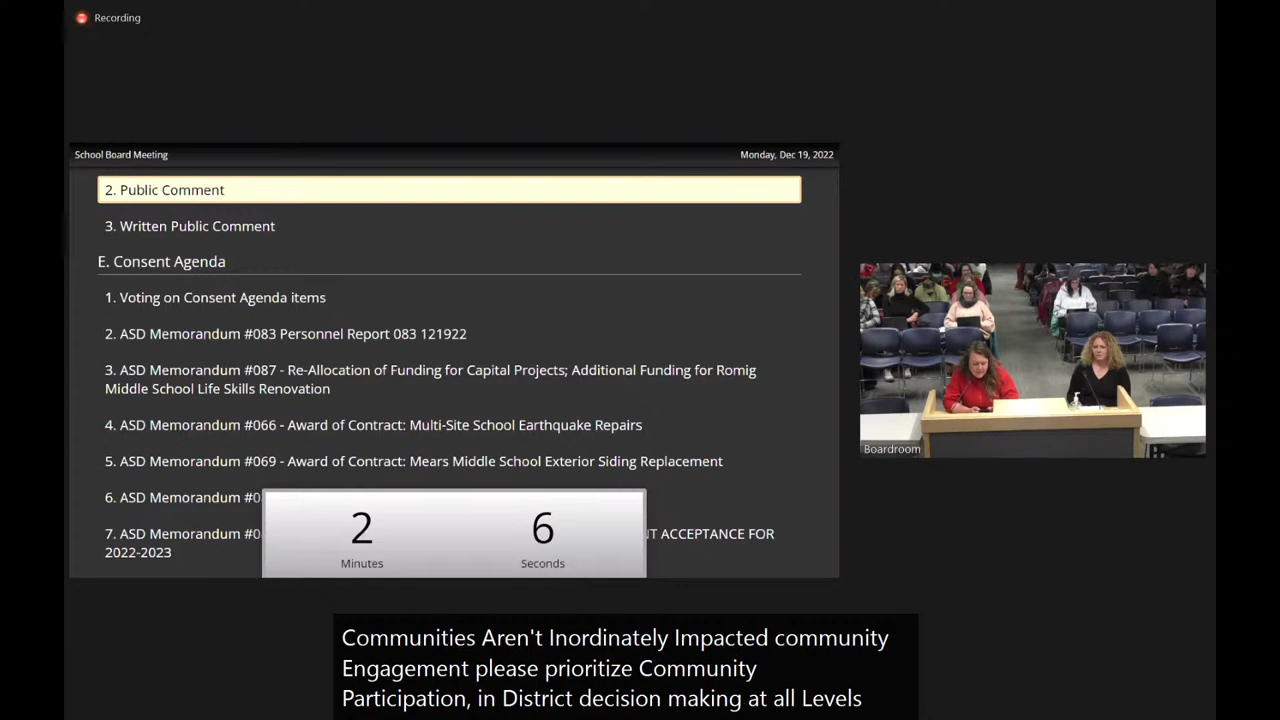 Recording
School Board Meeting
Monday, Dec 19, 2022
2. Public Comment
3. Written Public Comment
E. Consent Agenda
1. Voting on Consent Agenda items
2. ASD Memorandum #083 Personnel Report 083 121922
3. ASD Memorandum #087 - Re-Allocation of Funding for Capital Projects; Additional Funding for Romig
Middle School Life Skills Renovation
4. ASD Memorandum #066 - Award of Contract: Multi-Site School Earthquake Repairs
5. ASD Memorandum #069 - Award of Contract: Mears Middle School Exterior Siding Replacement
6. ASD Memorandum #0
7. ASD Memorandum #0 NT ACCEPTANCE FOR
2022-2023
2 6
Minutes Seconds
Boardroom
Communities Aren't Inordinately Impacted community
Engagement please prioritize Community
Participation, in District decision making at all Levels